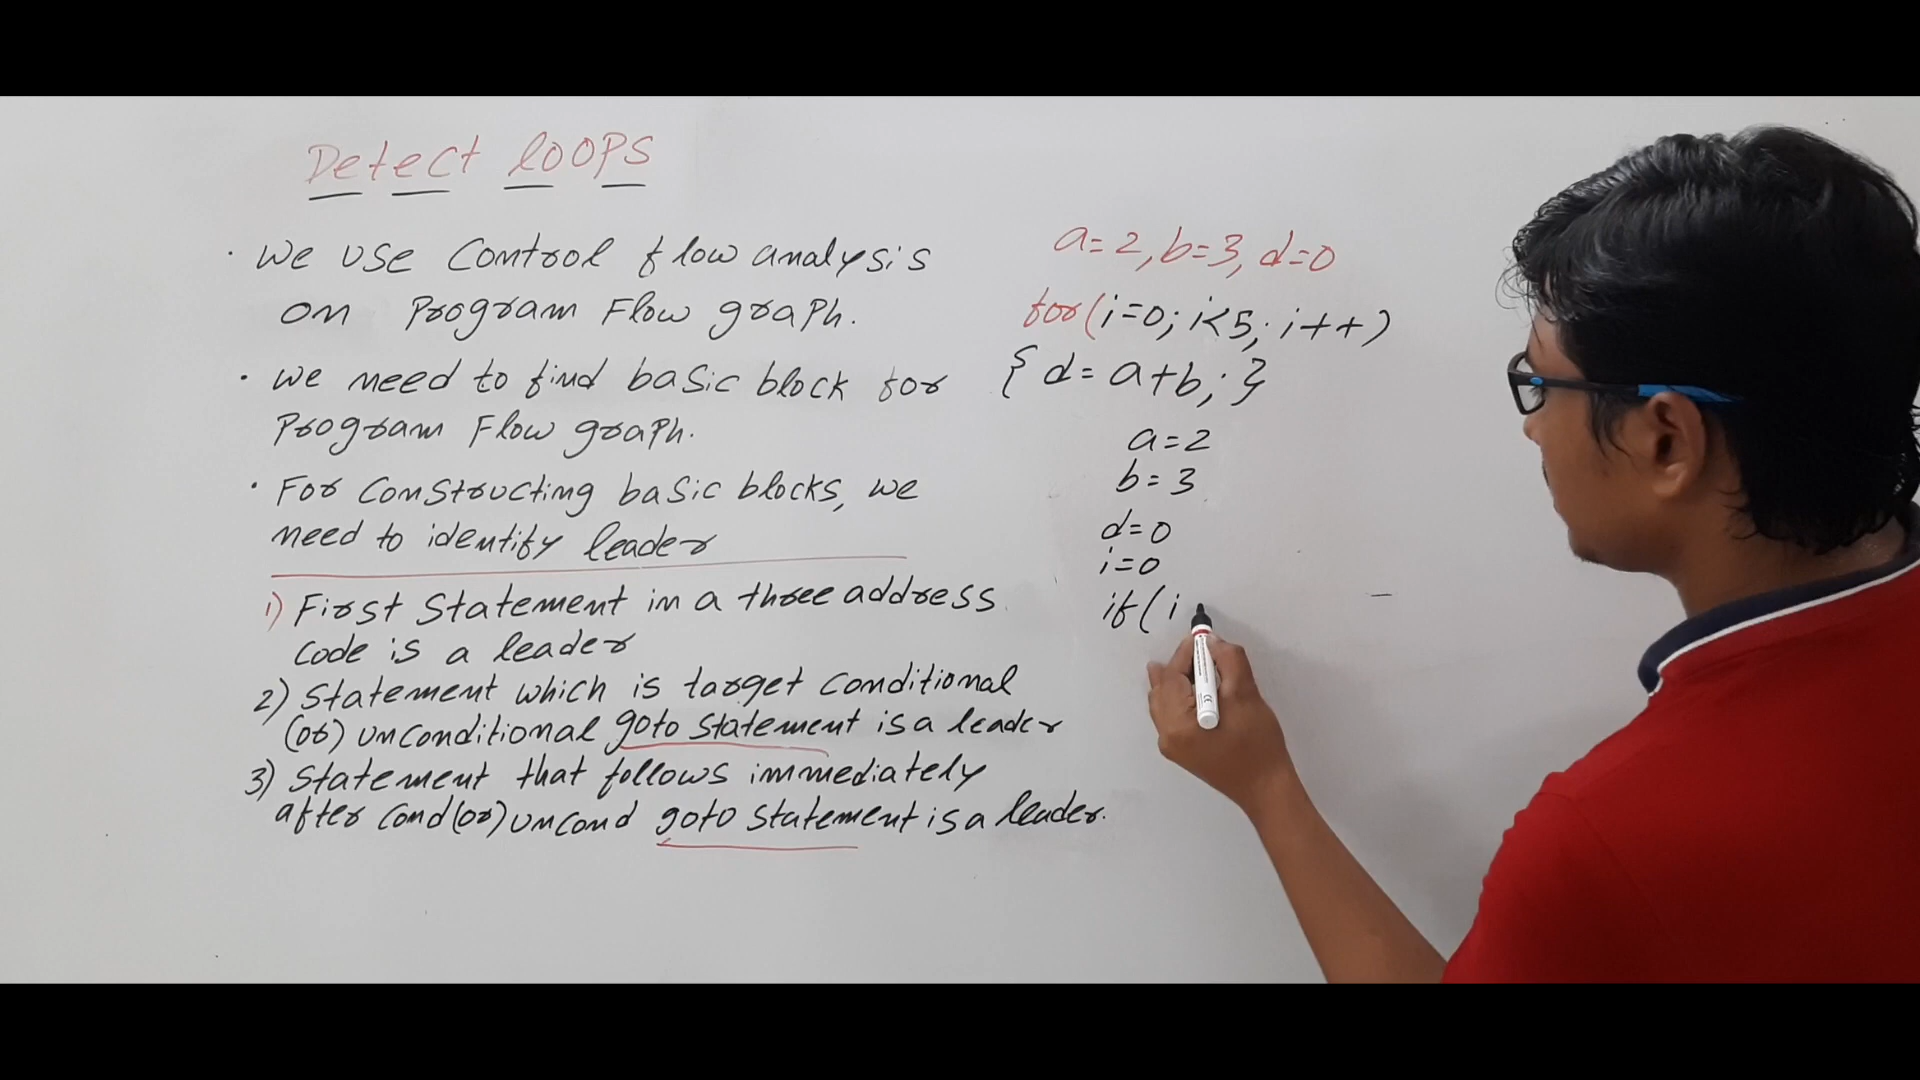 Detect LOOPS
· We use Control flow analysis
on Program Flow graph.
· We need to find basic block for
Program Flow graph.
· For Constructing basic blocks, we
need to identify leader
1) First Statement in a three address
Code is a leader
2) Statement which is target Conditional
(or) unconditional goto Statement is a leader
3) Statement that follows immediately
after Cond (or) uncond goto Statement is a leader.
a=2, b=3, d=0
for(i=0; i<5; i++)
{ d= a+b; }
a=2
b=3
d=0
i=0
if(i